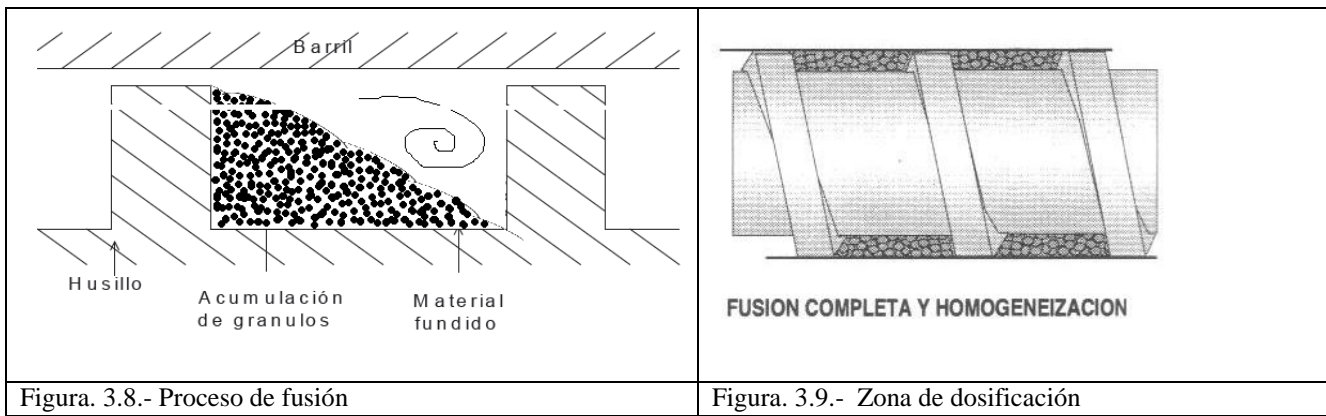 Barril
Husillo
Acumulación
de granulos
Material
fundido
Figura. 3.8.- Proceso de fusión
FUSION COMPLETA Y HOMOGENEIZACION
Figura. 3.9.- Zona de dosificación